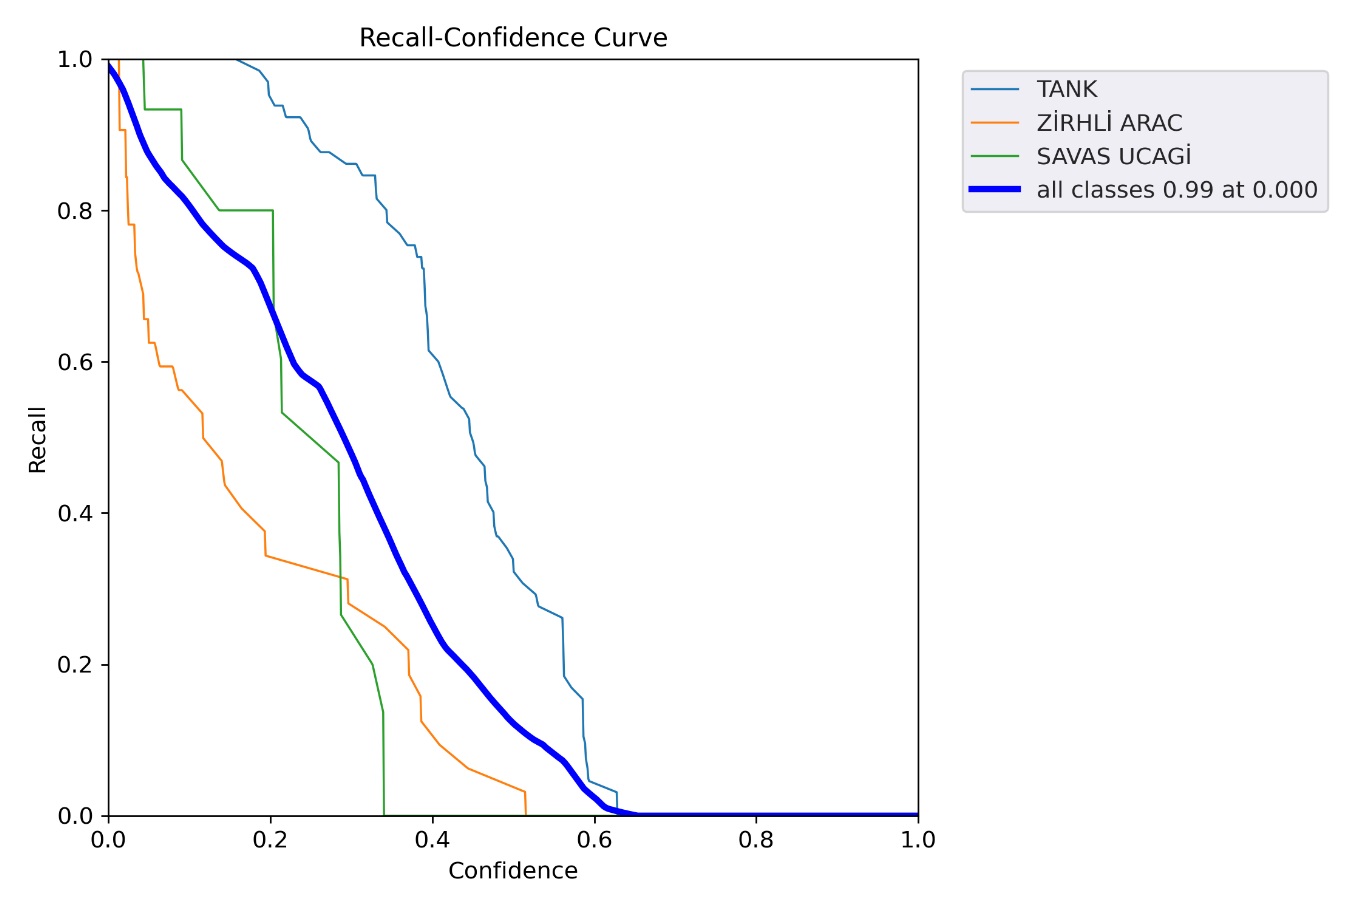 Recall-Confidence Curve
1.0
0.8
0.6
0.4
0.2
0.0
Recall
0.0 0.2 0.4 0.6 0.8 1.0
Confidence
TANK
ZİRHLİ ARAC
SAVAS UCAGİ
all classes 0.99 at 0.000